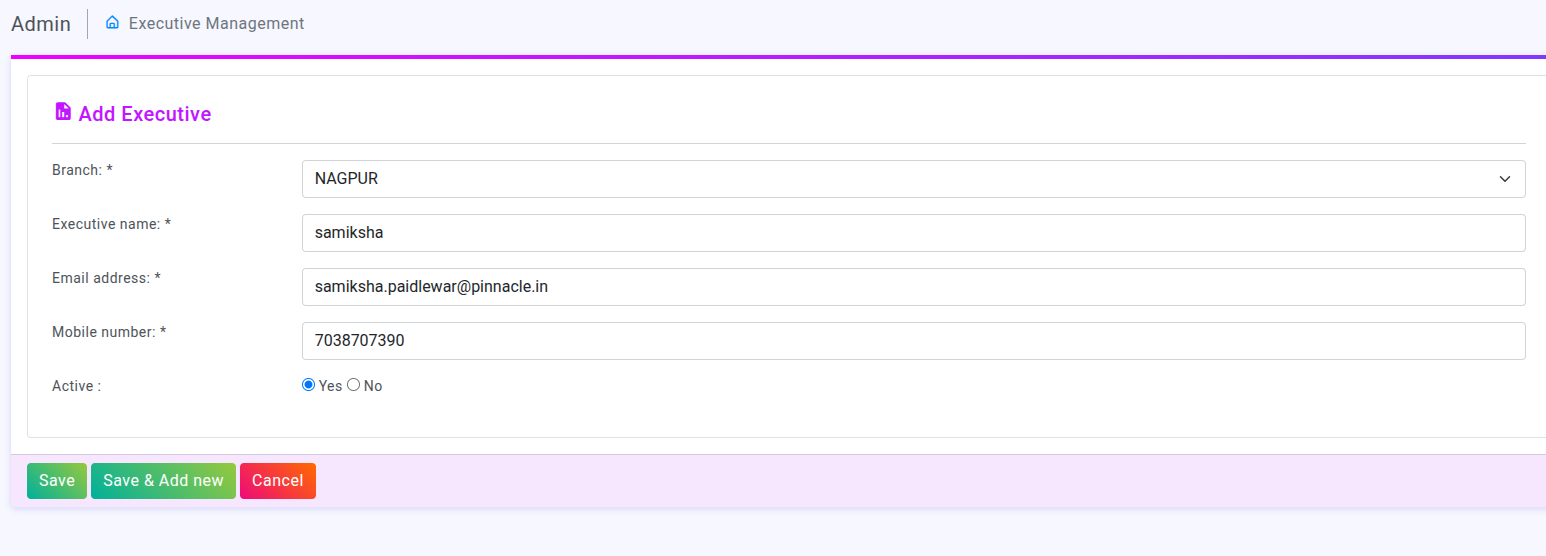 Admin
Executive Management
Add Executive
Branch: *
NAGPUR
Executive name: *
samiksha
Email address: *
samiksha.paidlewar@pinnacle.in
Mobile number: *
7038707390
Active :
Yes No
Save Save & Add new Cancel